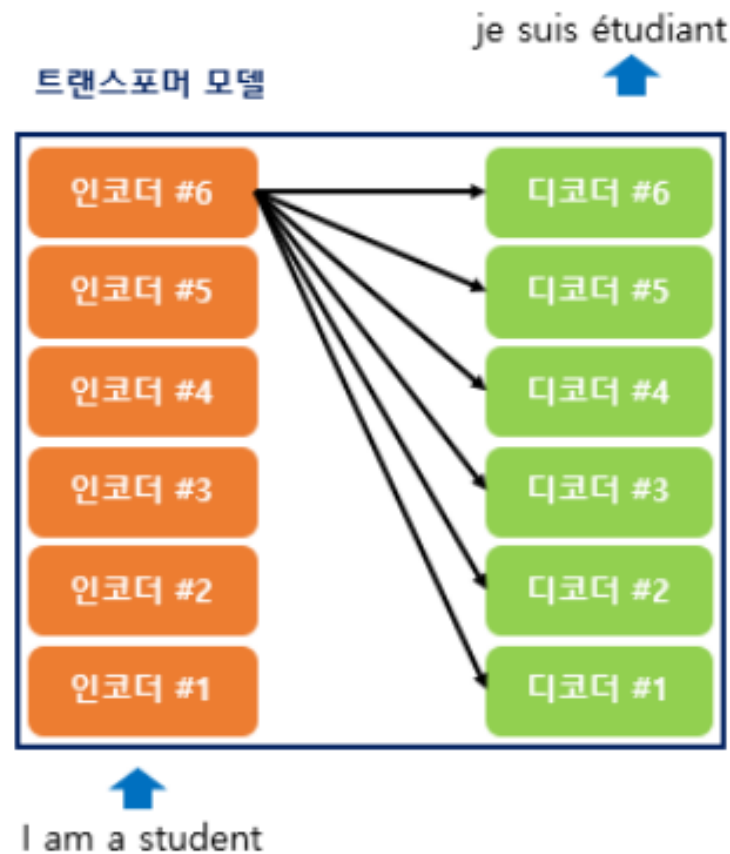 je suis étudiant
트랜스포머 모델
인코더 #6
디코더 #6
인코더 #5
디코더 #5
인코더 #4
디코더 #4
인코더 #3
디코더 #3
인코더 #2
디코더 #2
인코더 #1
디코더 #1
I am a student